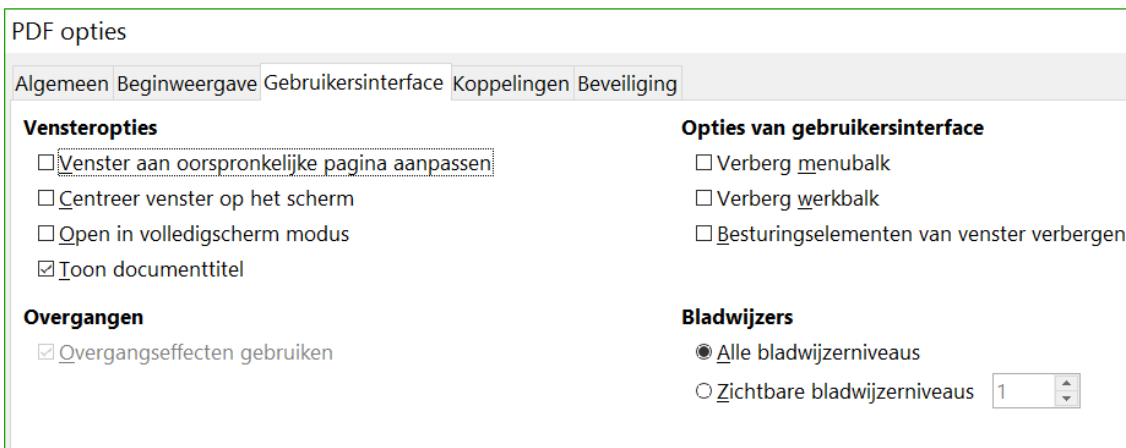 PDF opties
Algemeen Beginweergave Gebruikersinterface Koppelingen Beveiliging
Vensteropties
Venster aan oorspronkelijke pagina aanpassen
Centreer venster op het scherm
Open in volledigscherm modus
Toon documenttitel
Overgangen
Overgangseffecten gebruiken
Opties van gebruikersinterface
Verberg menubalk
Verberg werkbalk
Besturingselementen van venster verbergen
Bladwijzers
Alle bladwijzerniveaus
Zichtbare bladwijzerniveaus 1